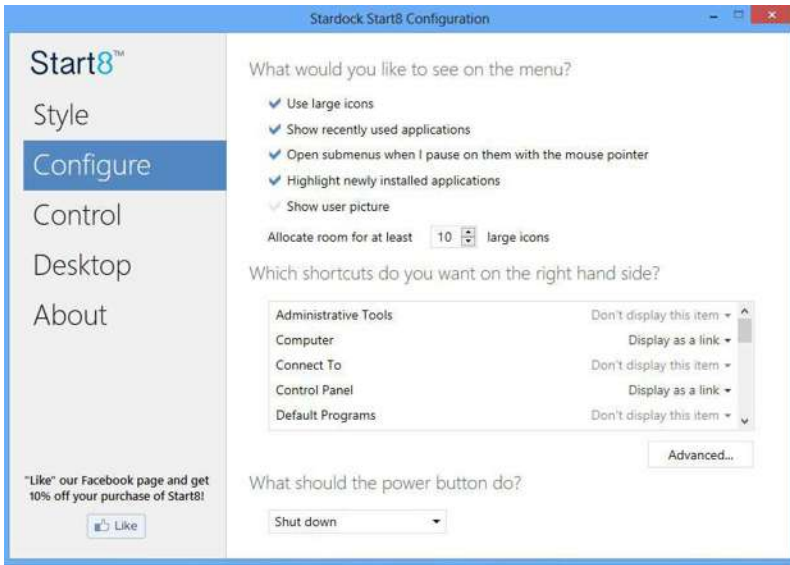 Stardock Start8 Configuration
Start8™
Style
Configure
Control
Desktop
About
"Like" our Facebook page and get
10% off your purchase of Start8!
Like
What would you like to see on the menu?
Use large icons
Show recently used applications
Open submenus when I pause on them with the mouse pointer
Highlight newly installed applications
Show user picture
Allocate room for at least 10 large icons
Which shortcuts do you want on the right hand side?
Administrative Tools Don't display this item
Computer Display as a link
Connect To Don't display this item
Control Panel Display as a link
Default Programs Don't display this item
Advanced...
What should the power button do?
Shut down